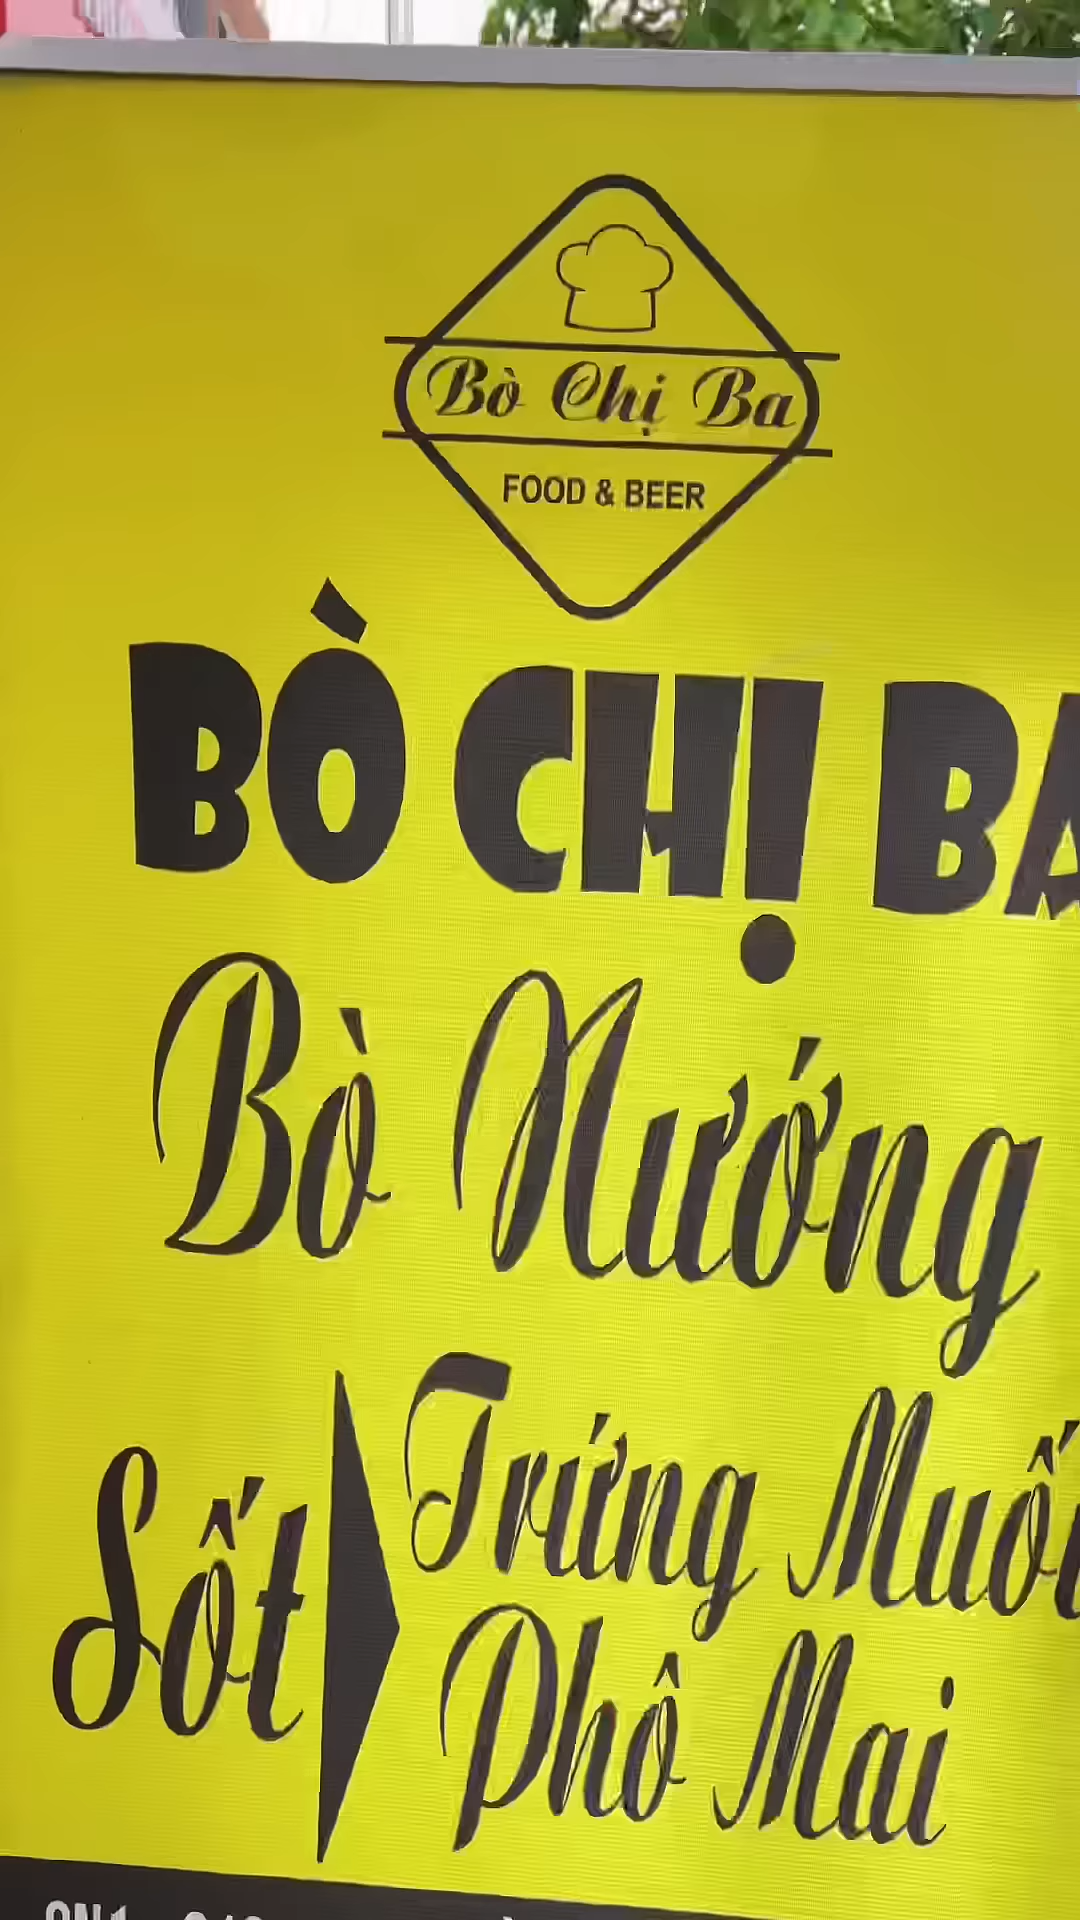 Bò Chị Ba
FOOD & BEER
BÒ CHỊ BA
Bò Nướng
Sốt
Trứng Muối
Phô Mai